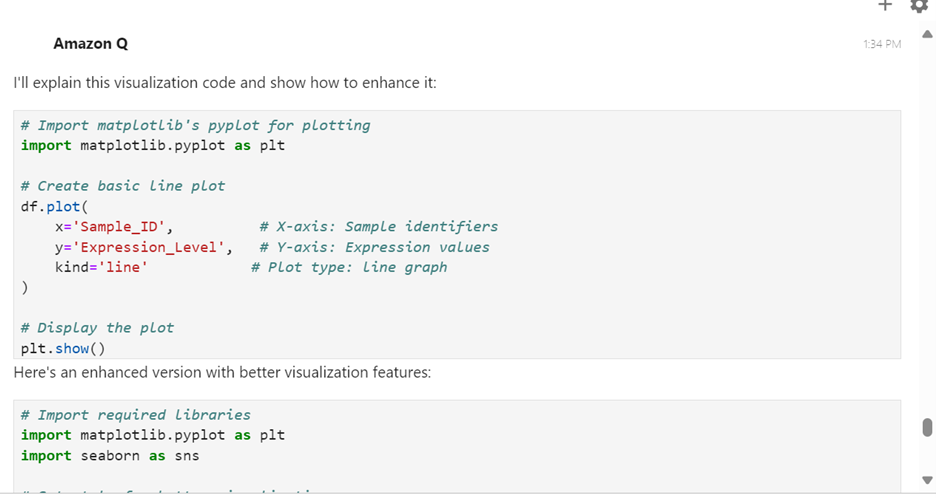 Amazon Q
1:34 PM
I'll explain this visualization code and show how to enhance it:
# Import matplotlib's pyplot for plotting
import matplotlib.pyplot as plt
# Create basic line plot
df.plot(
    x='Sample_ID',          # X-axis: Sample identifiers
    y='Expression_Level',   # Y-axis: Expression values
    kind='line'            # Plot type: line graph
)
# Display the plot
plt.show()
Here's an enhanced version with better visualization features:
# Import required libraries
import matplotlib.pyplot as plt
import seaborn as sns